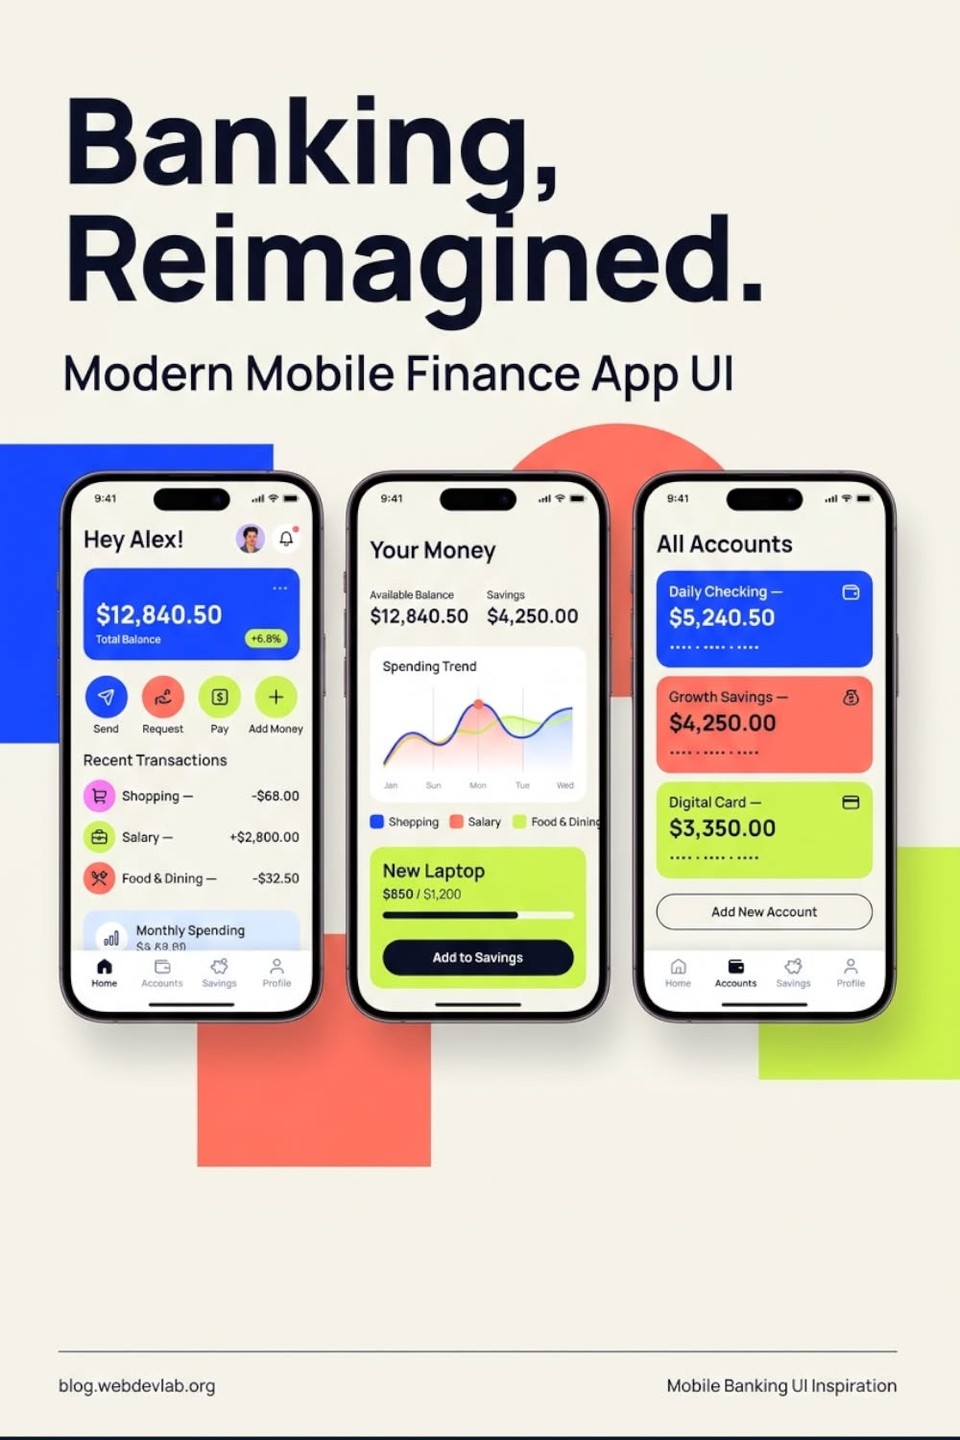 Banking,
Reimagined.
Modern Mobile Finance App UI
9:41
Hey Alex!
$12,840.50
Total Balance
+6.8%
Send
Request
Pay
Add Money
Recent Transactions
Shopping —
-$68.00
Salary —
+$2,800.00
Food & Dining —
-$32.50
Monthly Spending
Home
Accounts
Savings
Profile
9:41
Your Money
Available Balance
Savings
$12,840.50
$4,250.00
Spending Trend
Jan
Sun
Mon
Tue
Wed
Shopping
Salary
Food & Dining
New Laptop
$850 / $1,200
Add to Savings
9:41
All Accounts
Daily Checking —
$5,240.50
Growth Savings —
$4,250.00
Digital Card —
$3,350.00
Add New Account
Home
Accounts
Savings
Profile
blog.webdevlab.org
Mobile Banking UI Inspiration